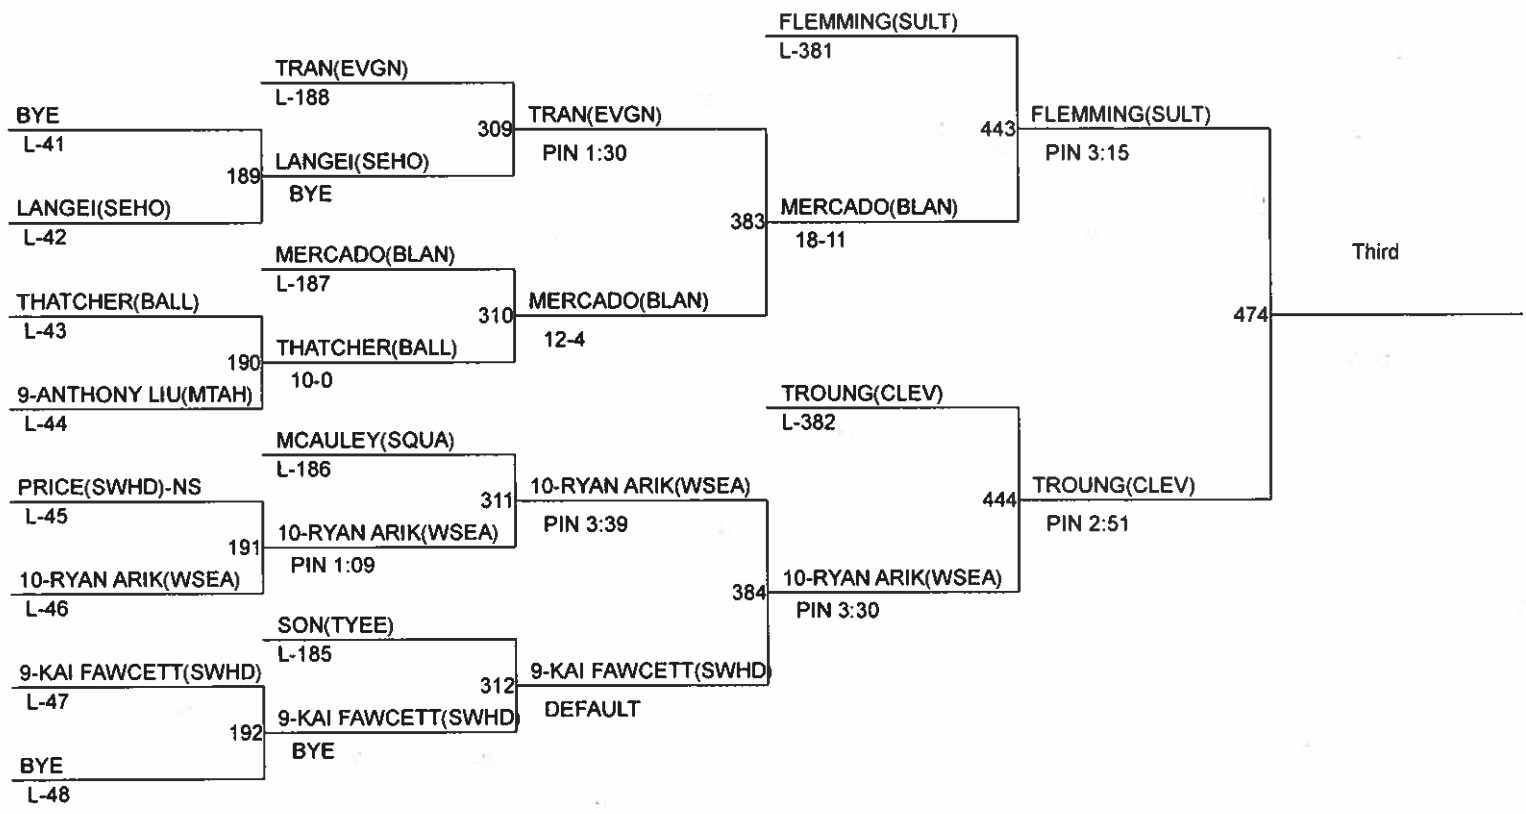 FLEMMING(SULT)
L-381
TRAN(EVGN)
L-188
BYE
L-41
309
TRAN(EVGN)
PIN 1:30
443
FLEMMING(SULT)
PIN 3:15
189
LANGEI(SEHO)
BYE
LANGEI(SEHO)
L-42
383
MERCADO(BLAN)
18-11
MERCADO(BLAN)
L-187
Third
THATCHER(BALL)
L-43
310
MERCADO(BLAN)
12-4
474
190
THATCHER(BALL)
10-0
9-ANTHONY LIU(MTAH)
L-44
TROUNG(CLEV)
L-382
MCAULEY(SQUA)
L-186
PRICE(SWHD)-NS
L-45
311
10-RYAN ARIK(WSEA)
PIN 3:39
444
TROUNG(CLEV)
PIN 2:51
191
10-RYAN ARIK(WSEA)
PIN 1:09
10-RYAN ARIK(WSEA)
L-46
384
10-RYAN ARIK(WSEA)
PIN 3:30
SON(TYEE)
L-185
9-KAI FAWCETT(SWHD)
L-47
312
9-KAI FAWCETT(SWHD)
DEFAULT
192
9-KAI FAWCETT(SWHD)
BYE
BYE
L-48